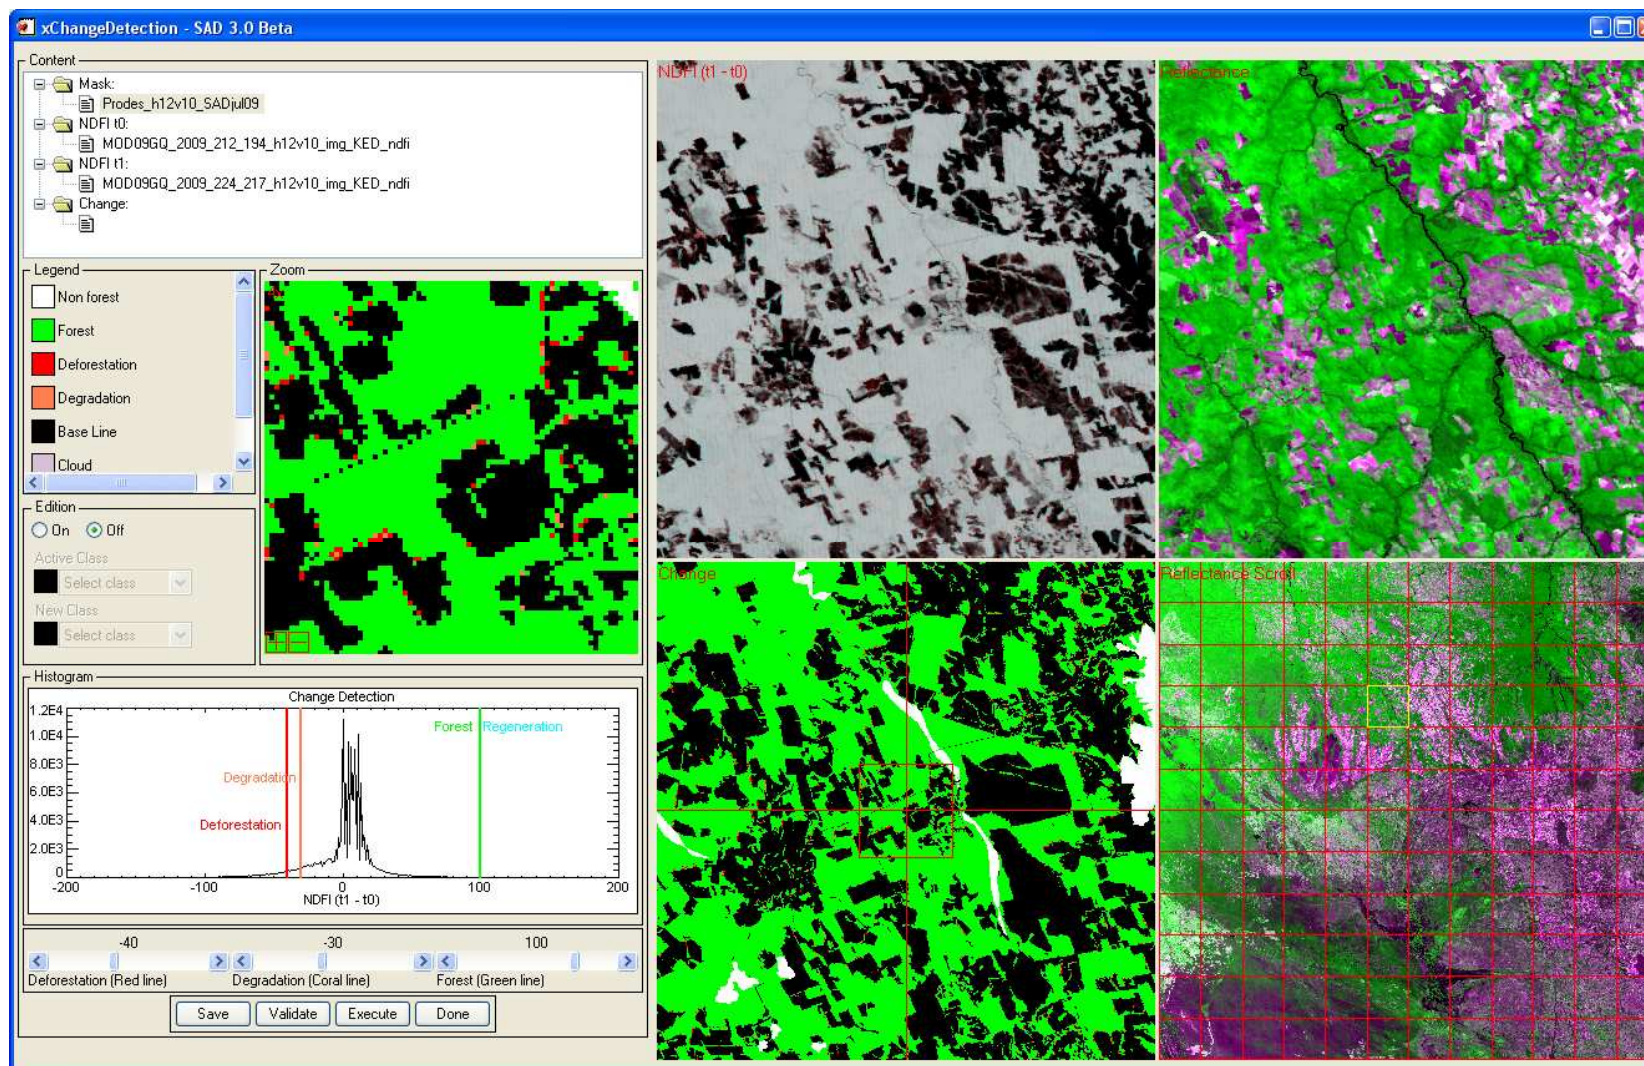 xChangeDetection - SAD 3.0 Beta
Content
Mask:
Prodes_h12v10_SADjul09
NDFI t0:
MOD09GQ_2009_212_194_h12v10_img_KED_ndfi
NDFI t1:
MOD09GQ_2009_224_217_h12v10_img_KED_ndfi
Change:
Legend
Non forest
Forest
Deforestation
Degradation
Base Line
Cloud
Zoom
Edition
On Off
Active Class
Select class
New Class
Select class
Histogram
Change Detection
1.2E4
1.0E3
8.0E3
6.0E3
4.0E3
2.0E3
0
Forest Regeneration
Degradation
Deforestation
-200 -100 0 100 200
NDFI (t1 - t0)
-40 -30 100
Deforestation (Red line) Degradation (Coral line) Forest (Green line)
Save Validate Execute Done
NDFI (t1 - t0)
Reflectance
Change
Reflectance Scroll